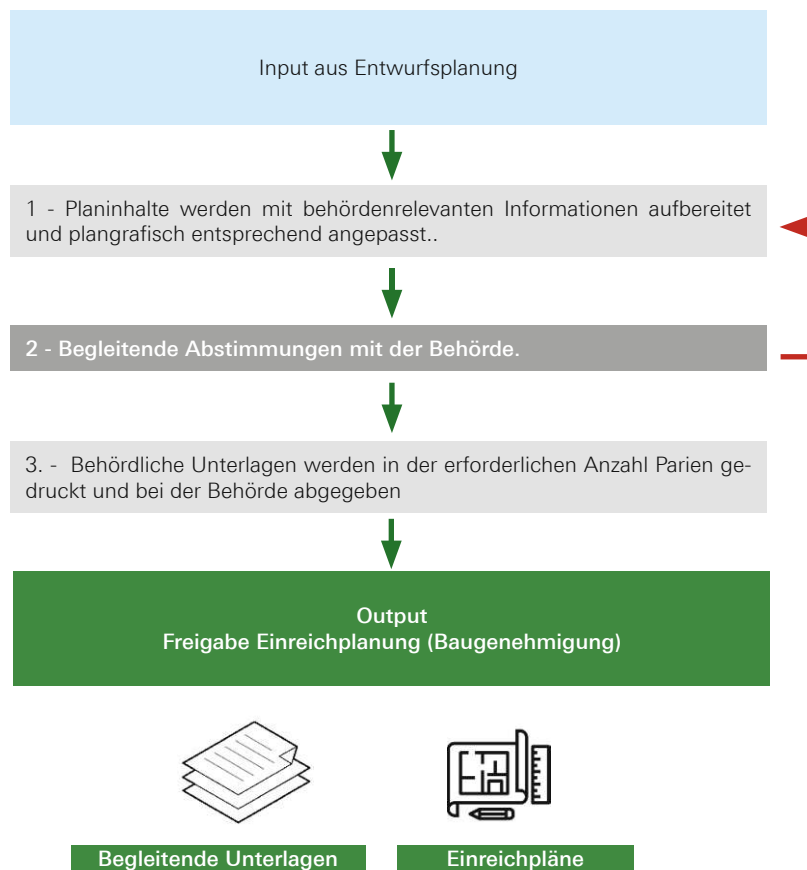 Input aus Entwurfsplanung
1 - Planinhalte werden mit behördenrelevanten Informationen aufbereitet
und plangrafisch entsprechend angepasst..
2 - Begleitende Abstimmungen mit der Behörde.
3. - Behördliche Unterlagen werden in der erforderlichen Anzahl Parien ge-
druckt und bei der Behörde abgegeben
Output
Freigabe Einreichplanung (Baugenehmigung)
Begleitende Unterlagen
Einreichpläne